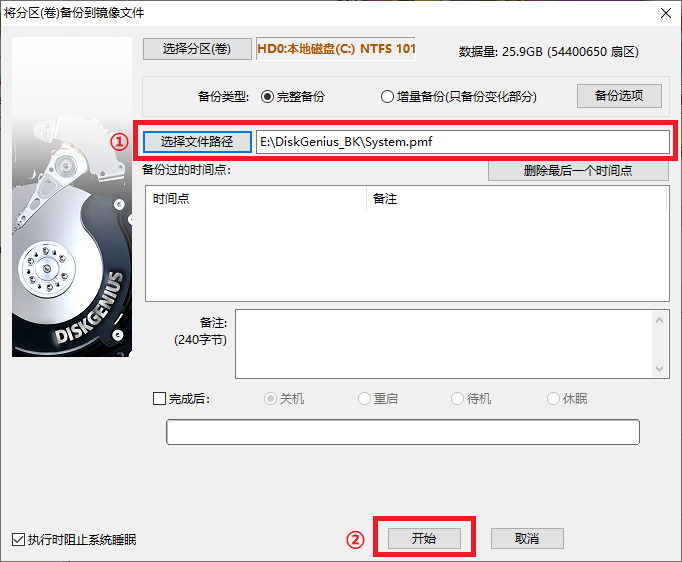 将分区(卷)备份到镜像文件
选择分区(卷) HD0:本地磁盘(C:) NTFS 101 数据量: 25.9GB (54400650 扇区)
备份类型: 完整备份 增量备份(只备份变化部分) 备份选项
① 选择文件路径 E:\DiskGenius_BK\System.pmf
备份过的时间点: 删除最后一个时间点
时间点 备注
DISKGENIUS
备注:
(240字节)
完成后: 关机 重启 待机 休眠
执行时阻止系统睡眠 ② 开始 取消